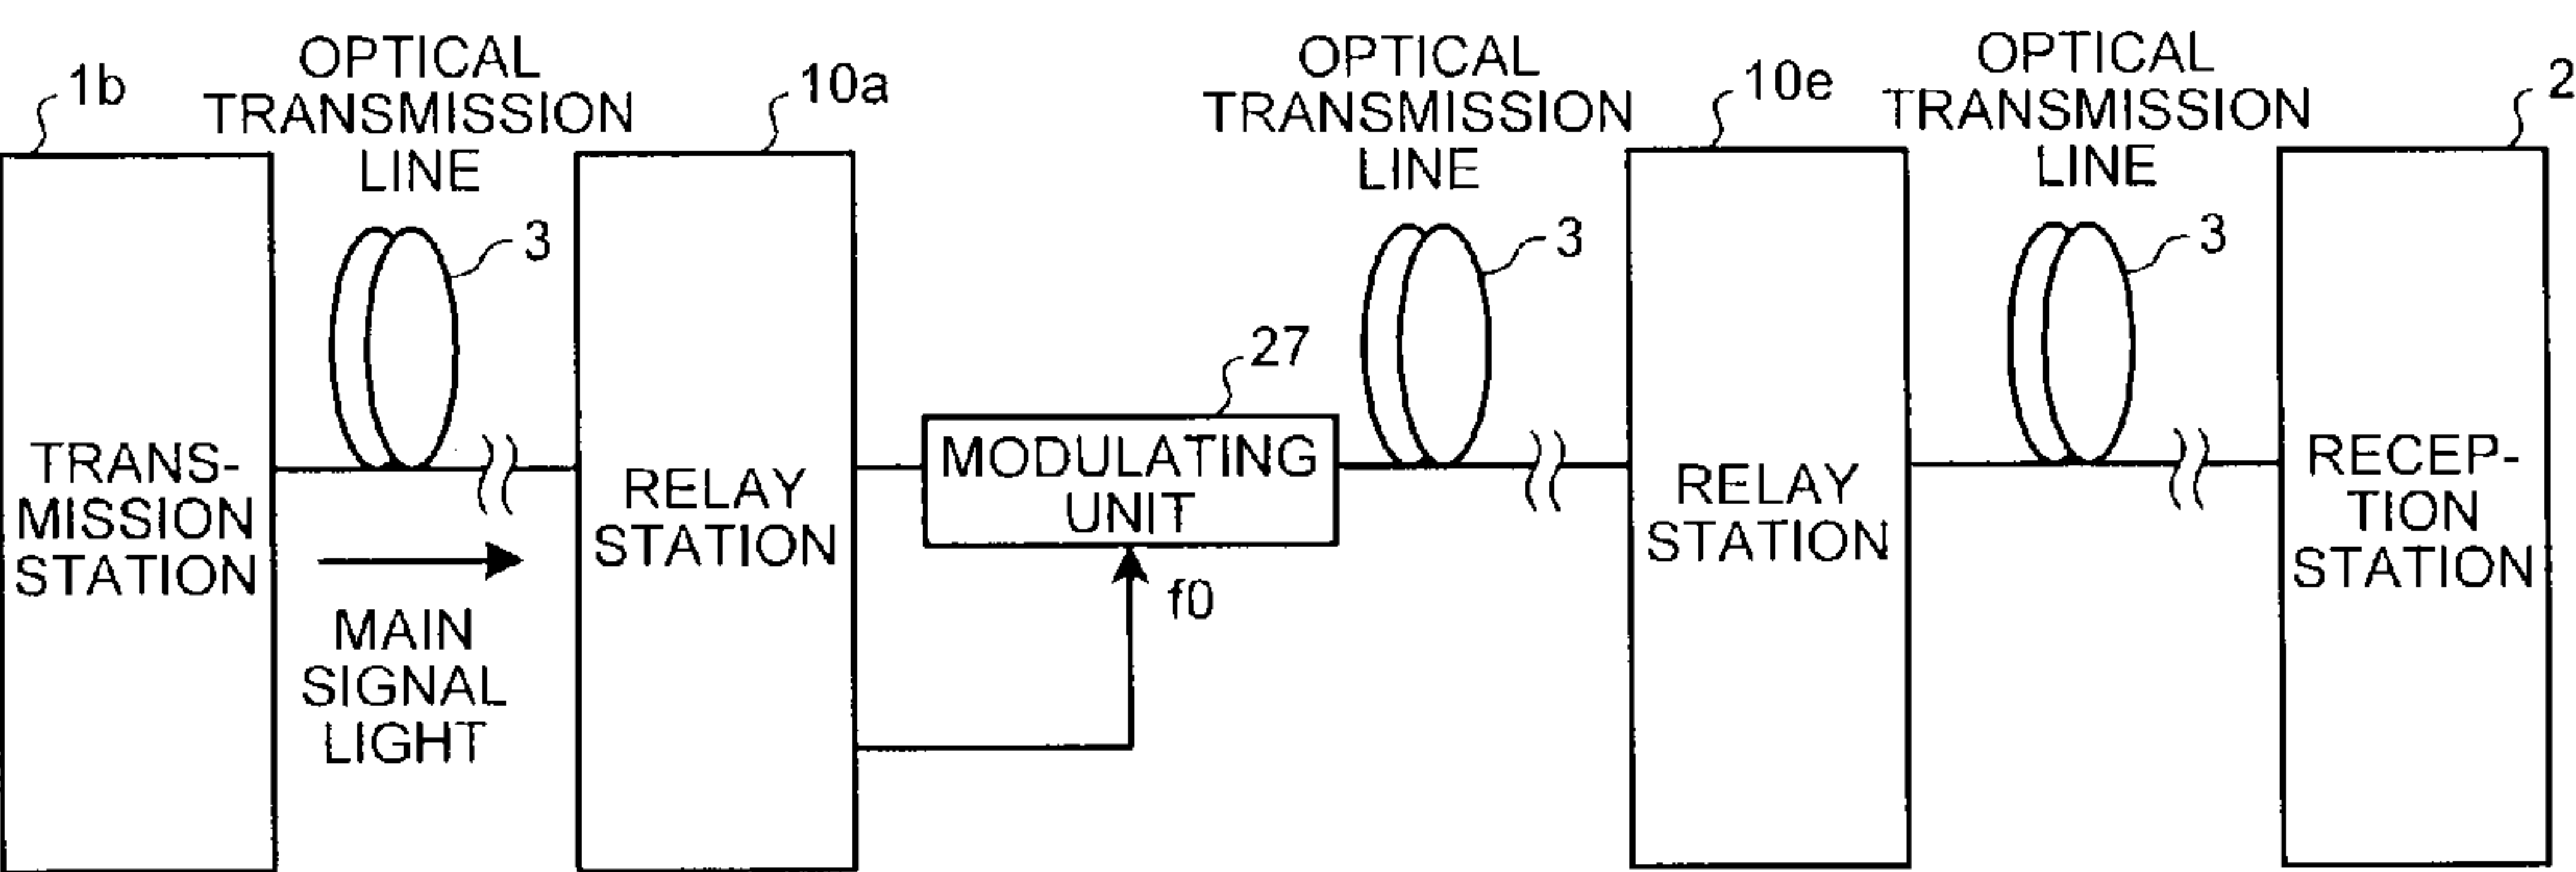 1b
OPTICAL
TRANSMISSION
LINE
3
10a
27
OPTICAL
TRANSMISSION
LINE
3
10e
OPTICAL
TRANSMISSION
LINE
3
2
TRANS-
MISSION
STATION
MAIN
SIGNAL
LIGHT
RELAY
STATION
MODULATING
UNIT
f0
RELAY
STATION
RECEP-
TION
STATION